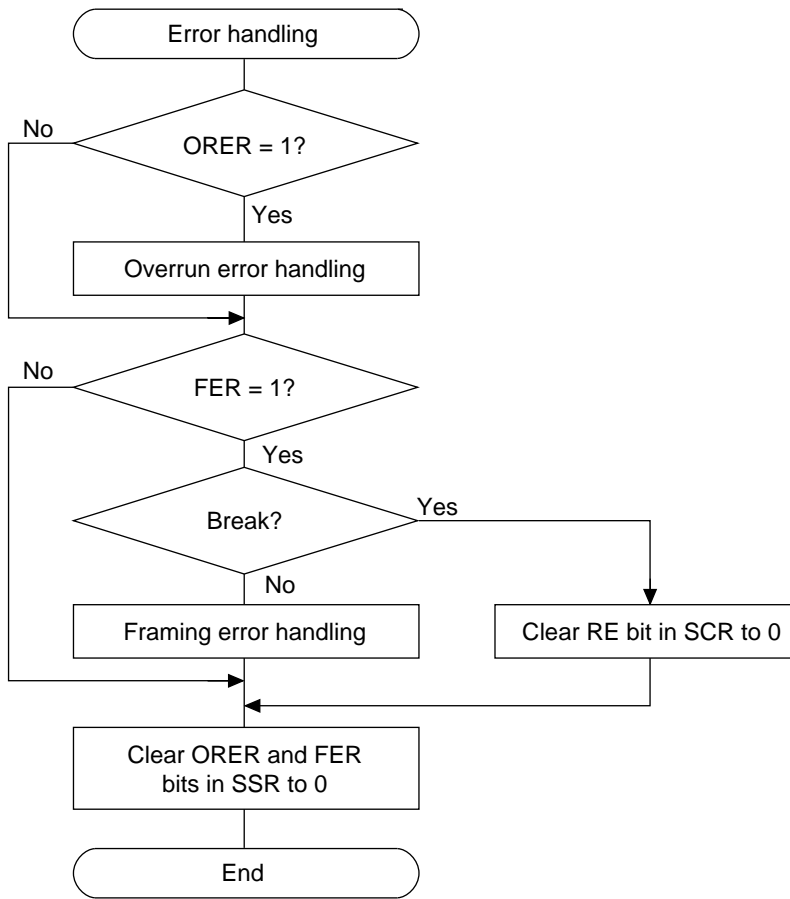 Error handling
No
ORER = 1?
Yes
Overrun error handling
No
FER = 1?
Yes
Break?
Yes
No
Framing error handling
Clear RE bit in SCR to 0
Clear ORER and FER
bits in SSR to 0
End